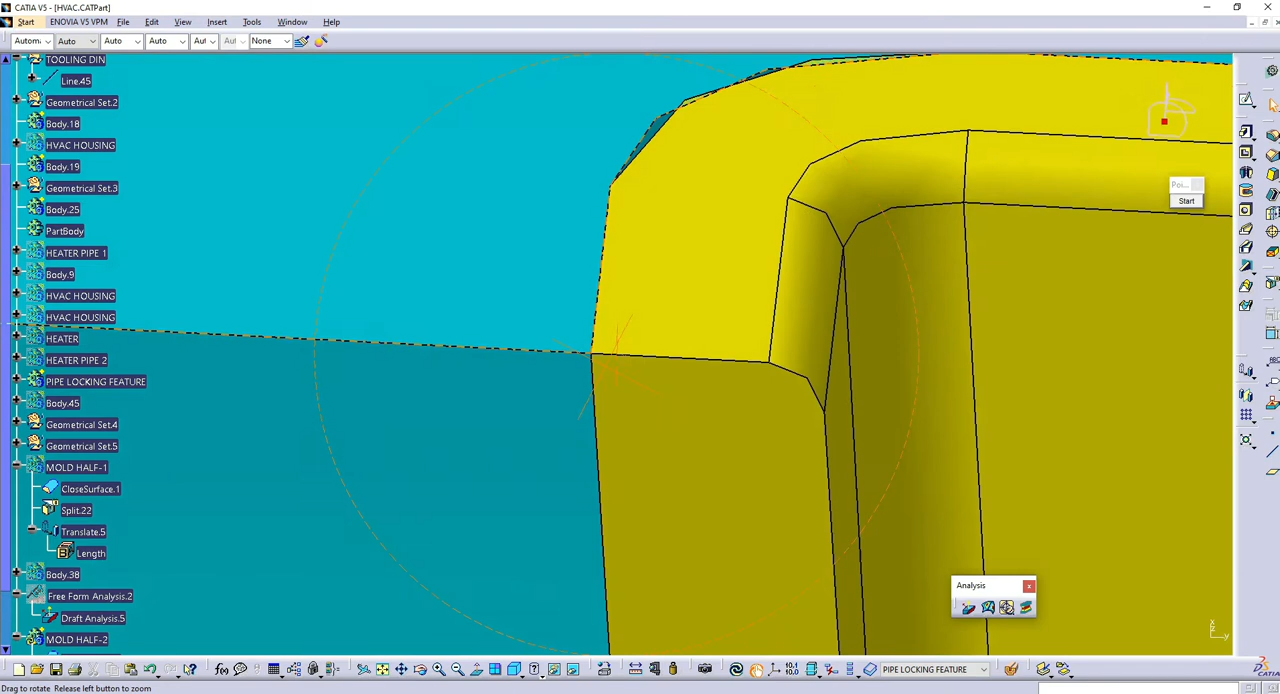 CATIA V5 - [HVAC.CATPart]
Start ENOVIA V5 VPM File Edit View Insert Tools Window Help
Autom Auto Auto Auto Aut Aut None
TOOLING DIN
Line.45
Geometrical Set.2
Body.18
HVAC HOUSING
Body.19
Geometrical Set.3
Body.25
PartBody
HEATER PIPE 1
Body.9
HVAC HOUSING
HVAC HOUSING
HEATER
HEATER PIPE 2
PIPE LOCKING FEATURE
Body.45
Geometrical Set.4
Geometrical Set.5
MOLD HALF-1
CloseSurface.1
Split.22
Translate.5
Length
Body.38
Free Form Analysis.2
Draft Analysis.5
MOLD HALF-2
Poi...
Start
Analysis
PIPE LOCKING FEATURE
Drag to rotate Release left button to zoom